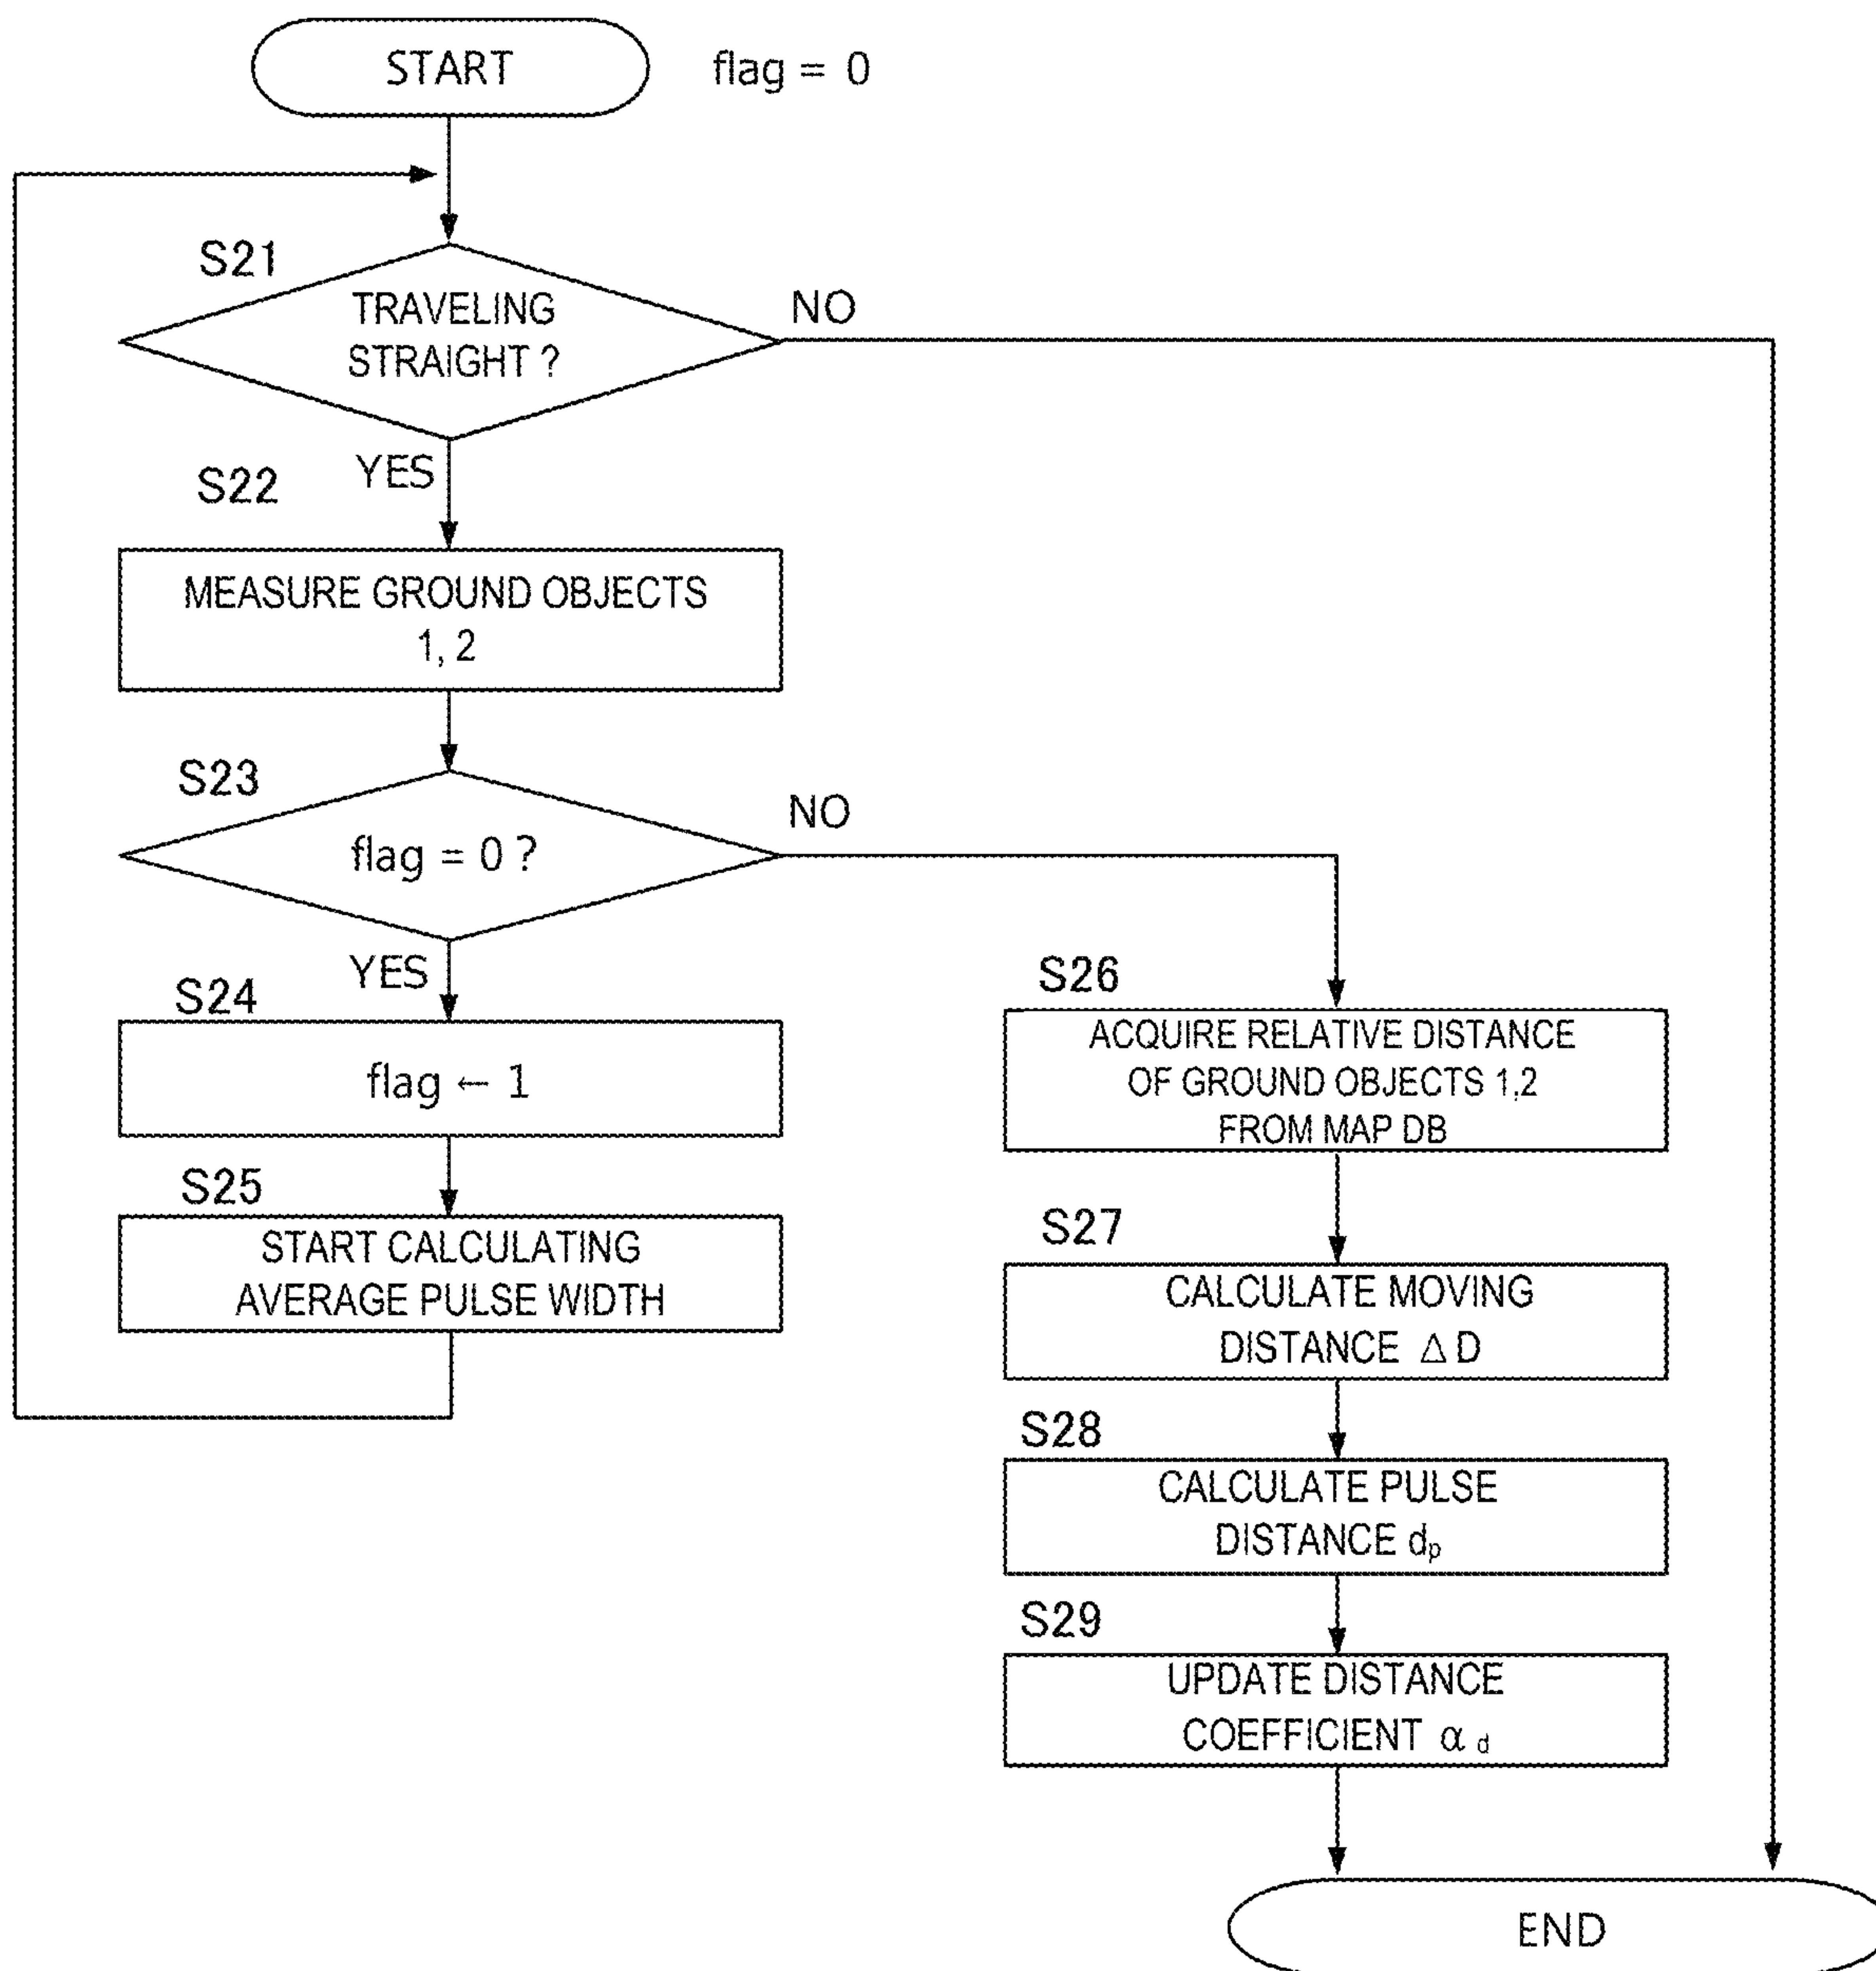 START
flag = 0
S21
TRAVELING
STRAIGHT ?
NO
YES
S22
MEASURE GROUND OBJECTS
1, 2
S23
flag = 0 ?
NO
YES
S24
flag ← 1
S25
START CALCULATING
AVERAGE PULSE WIDTH
S26
ACQUIRE RELATIVE DISTANCE
OF GROUND OBJECTS 1,2
FROM MAP DB
S27
CALCULATE MOVING
DISTANCE △ D
S28
CALCULATE PULSE
DISTANCE dₚ
S29
UPDATE DISTANCE
COEFFICIENT α d
END